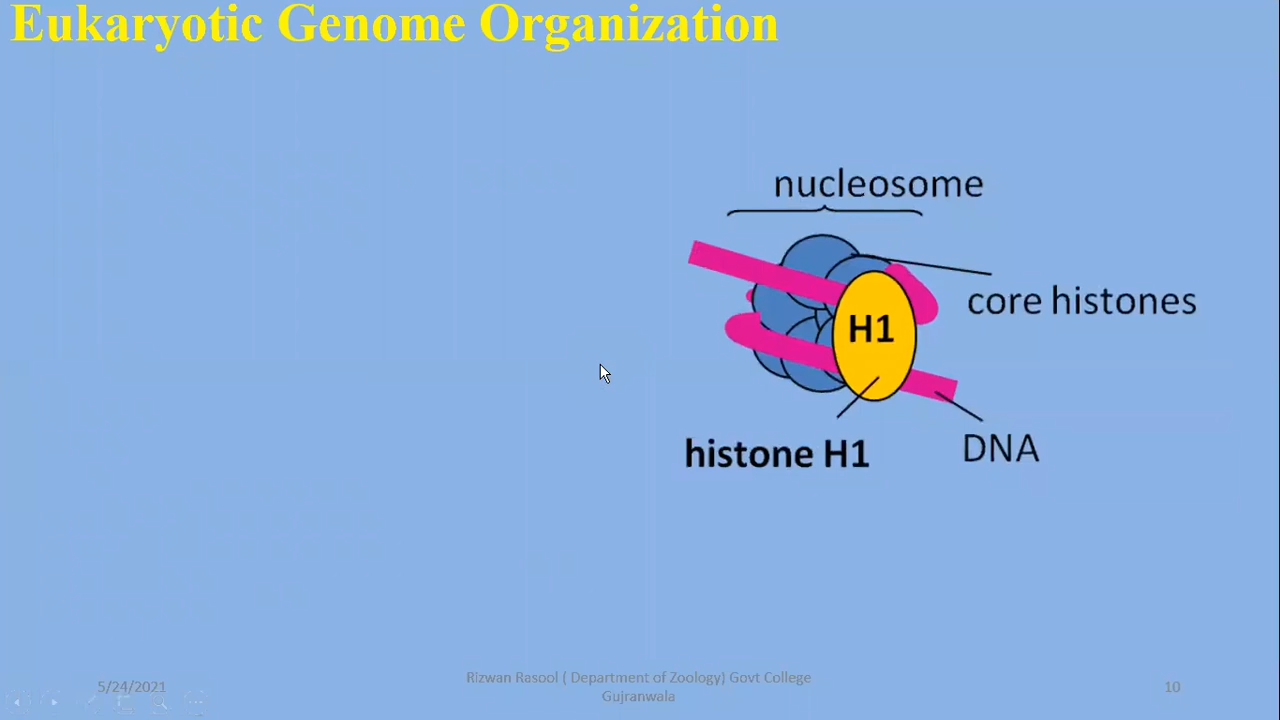 Eukaryotic Genome Organization
nucleosome
core histones
H1
histone H1
DNA
5/24/2021
Rizwan Rasool ( Department of Zoology) Govt College
Gujranwala
10